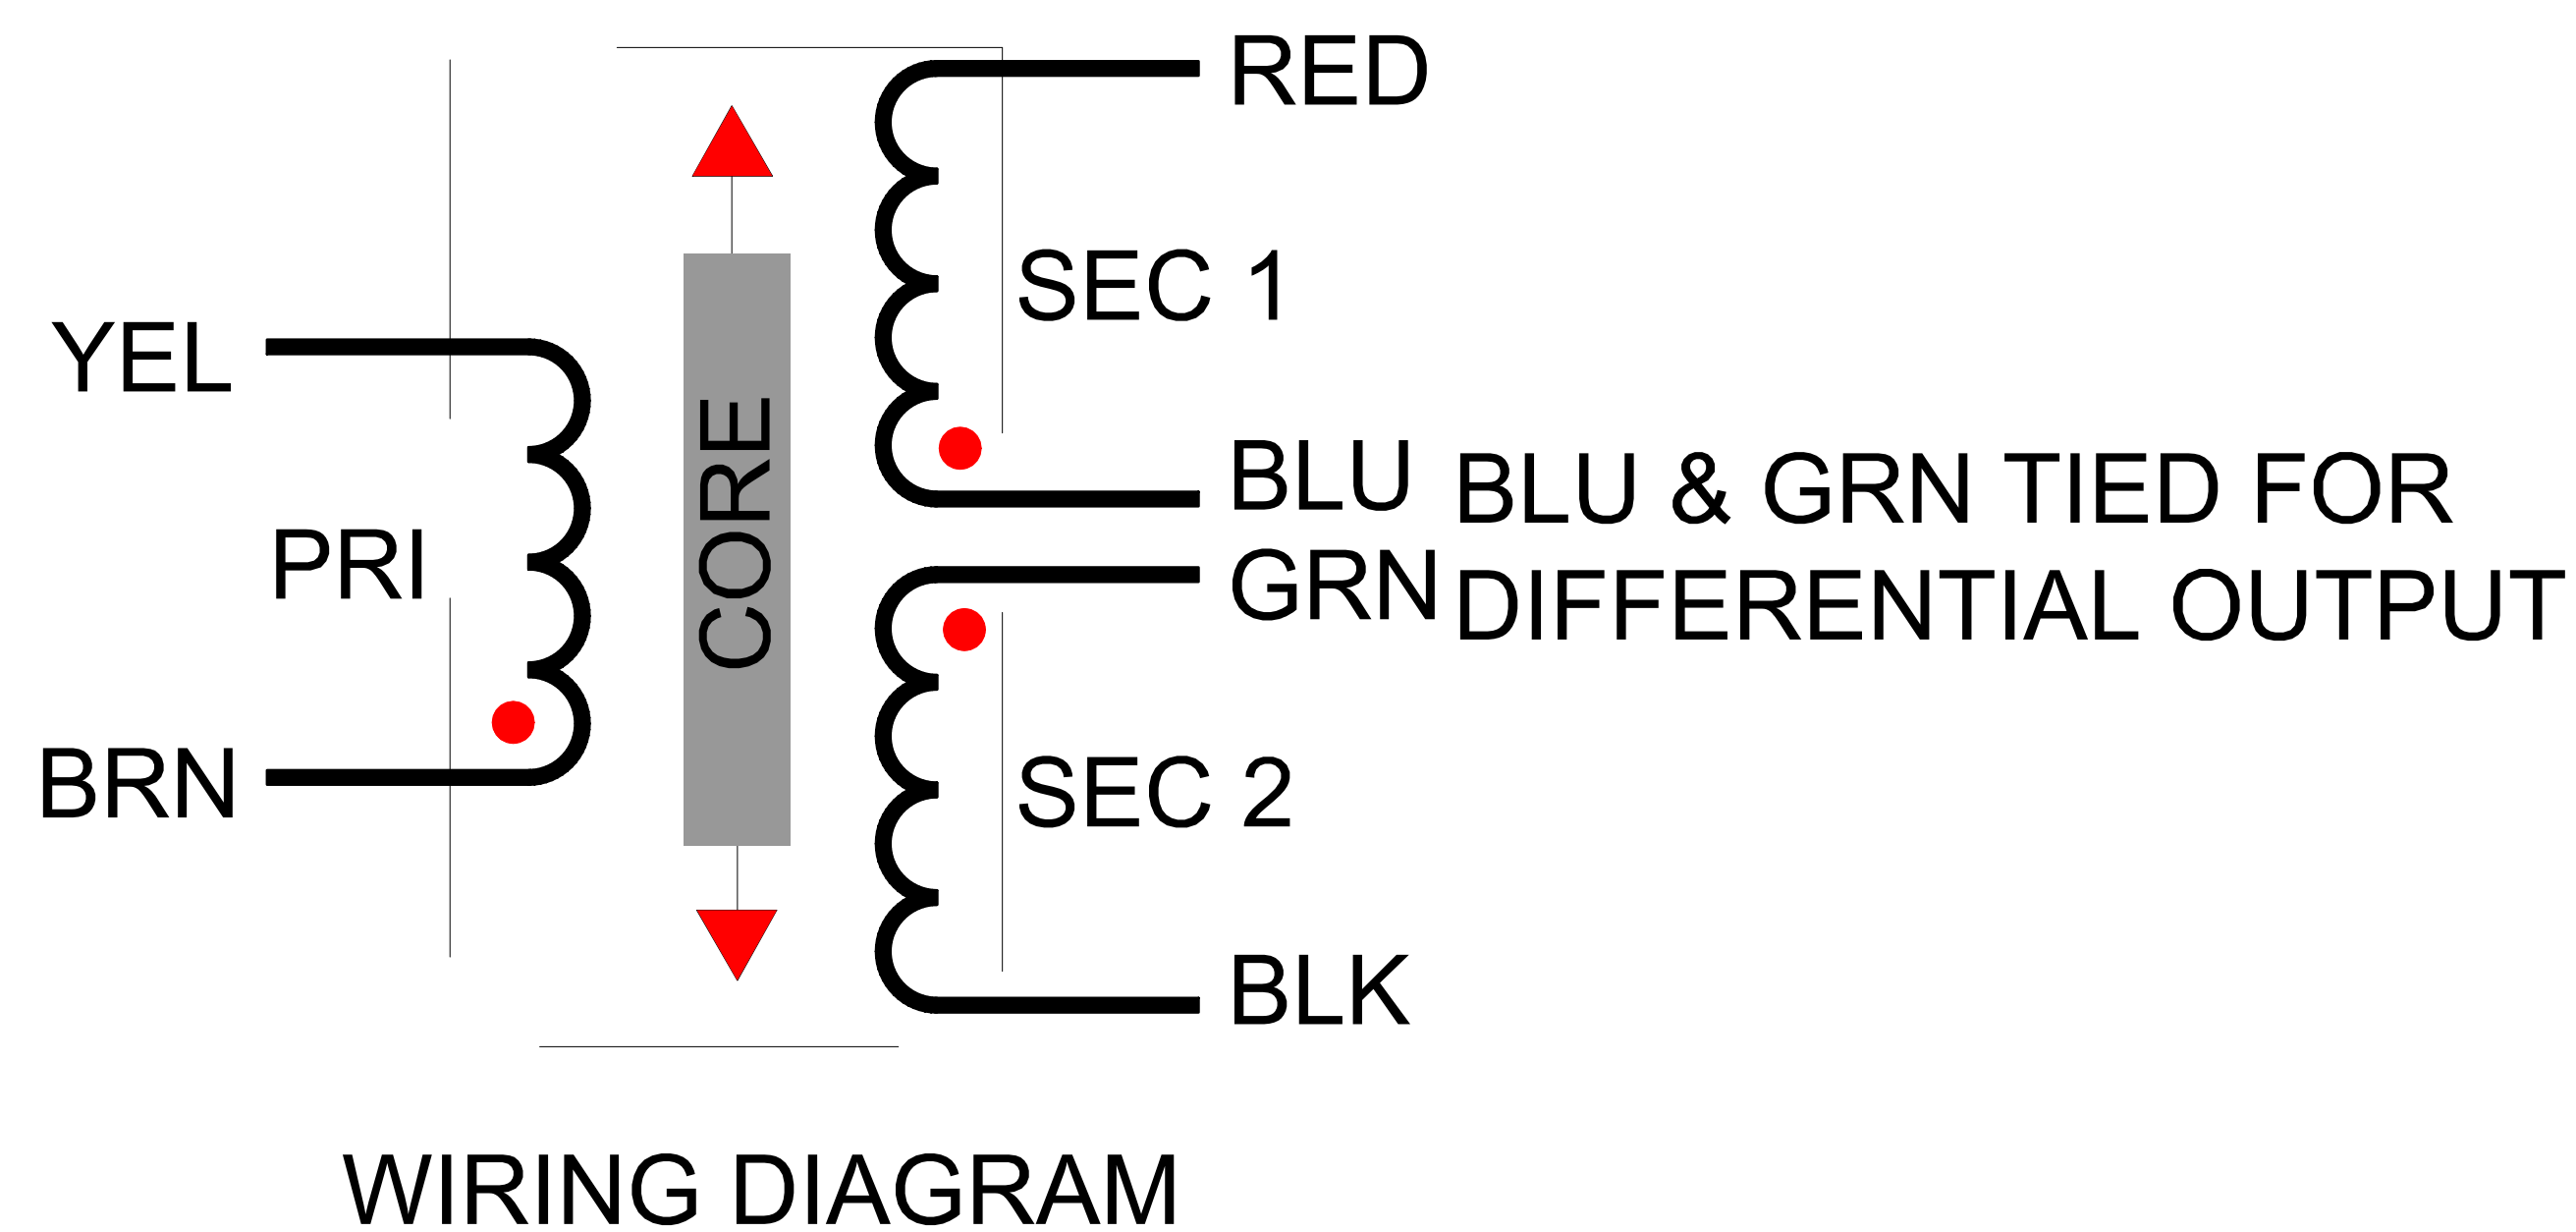 RED
SEC 1
YEL
CORE
BLU
BLU & GRN TIED FOR
GRN
DIFFERENTIAL OUTPUT
PRI
BRN
SEC 2
BLK
WIRING DIAGRAM